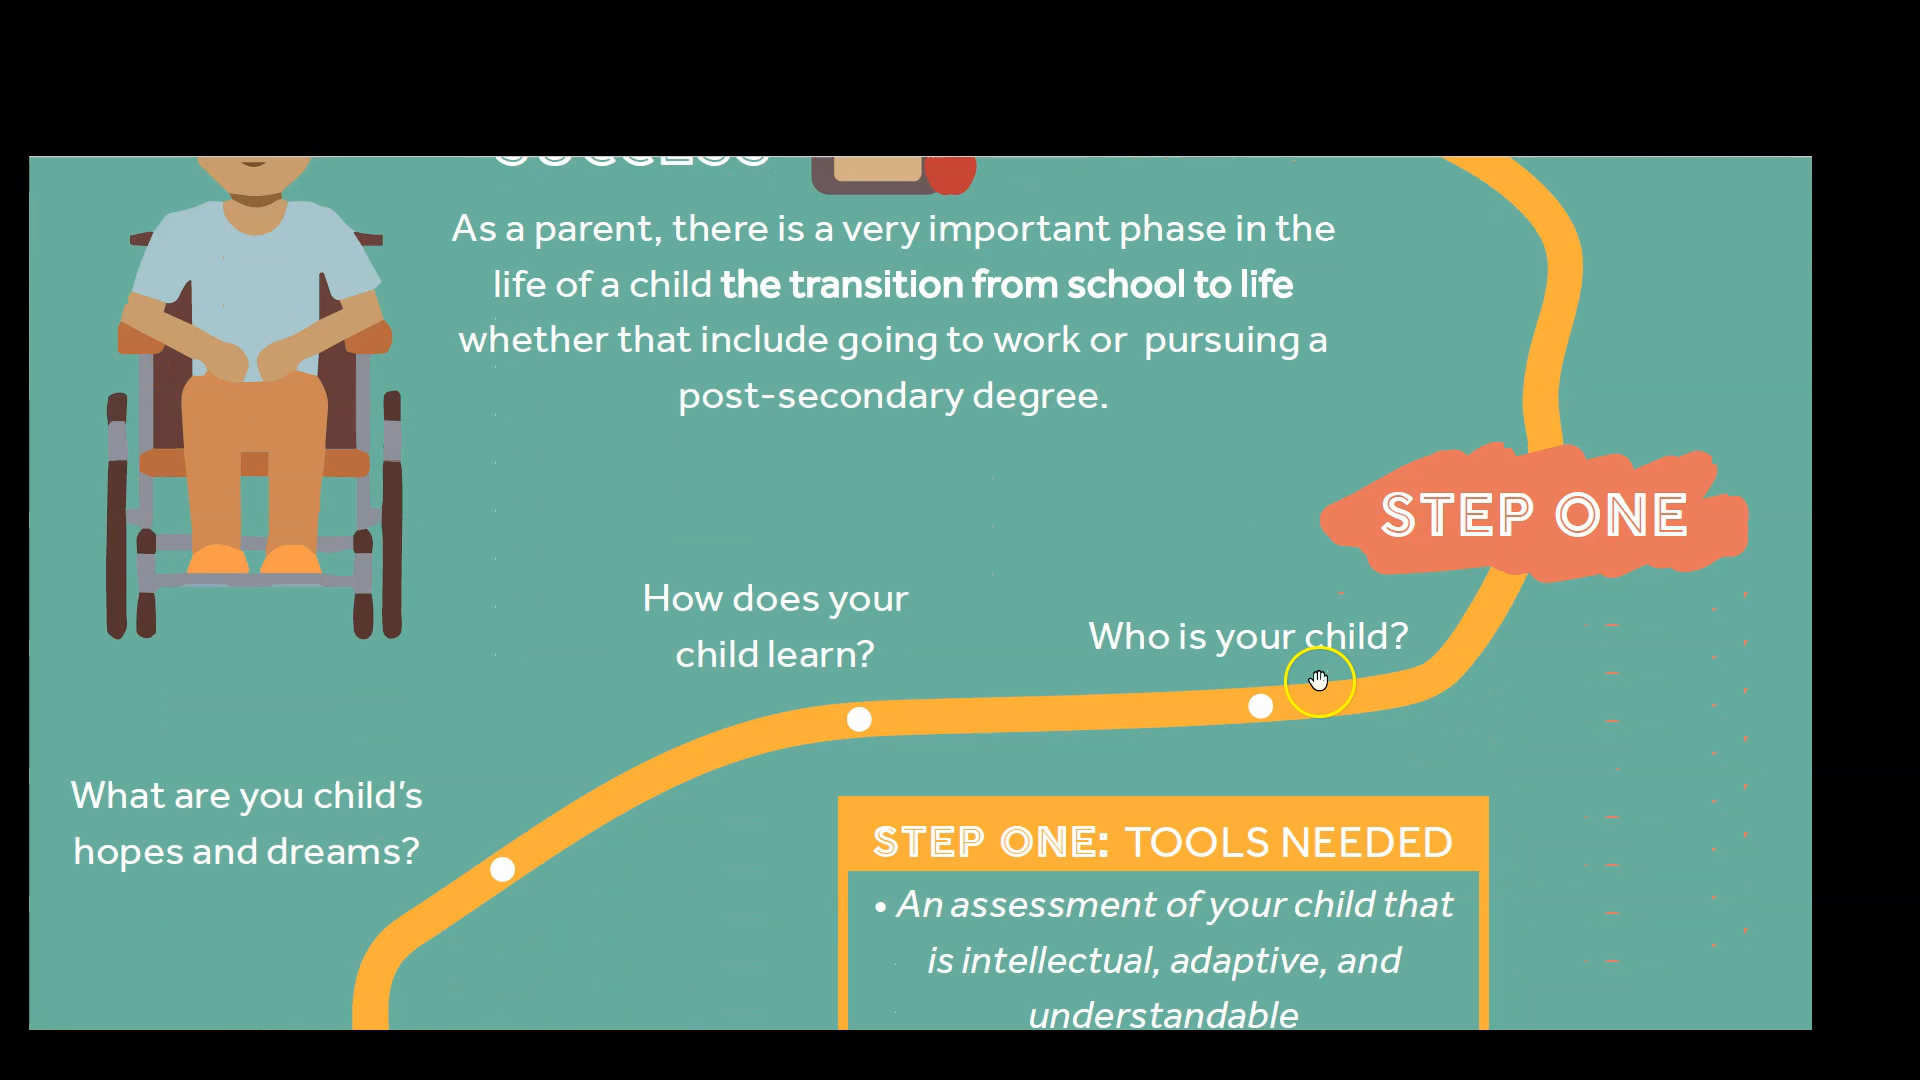 SUCCESS
As a parent, there is a very important phase in the
life of a child the transition from school to life
whether that include going to work or pursuing a
post-secondary degree.
STEP ONE
Who is your child?
How does your
child learn?
What are you child's
hopes and dreams?
STEP ONE: TOOLS NEEDED
• An assessment of your child that
is intellectual, adaptive, and
understandable